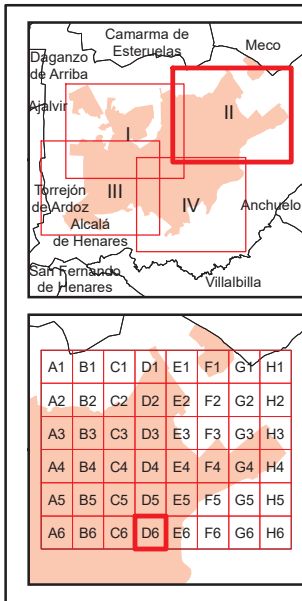 Camarma de
Esteruelas
Meco
Daganzo
de Arriba
Ajalvir
I
II
III
IV
Torrejón
de Ardoz
Alcalá
de Henares
Anchuelo
San Fernando
de Henares
Villalbilla
A1 B1 C1 D1 E1 F1 G1 H1
A2 B2 C2 D2 E2 F2 G2 H2
A3 B3 C3 D3 E3 F3 G3 H3
A4 B4 C4 D4 E4 F4 G4 H4
A5 B5 C5 D5 E5 F5 G5 H5
A6 B6 C6 D6 E6 F6 G6 H6